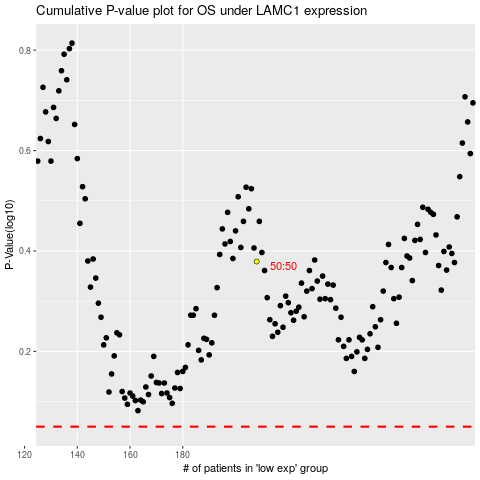 Cumulative P-value plot for OS under LAMC1 expression
P-Value(log10)
0.8
0.6
0.4
0.2
50:50
120 140 160 180
# of patients in 'low exp' group